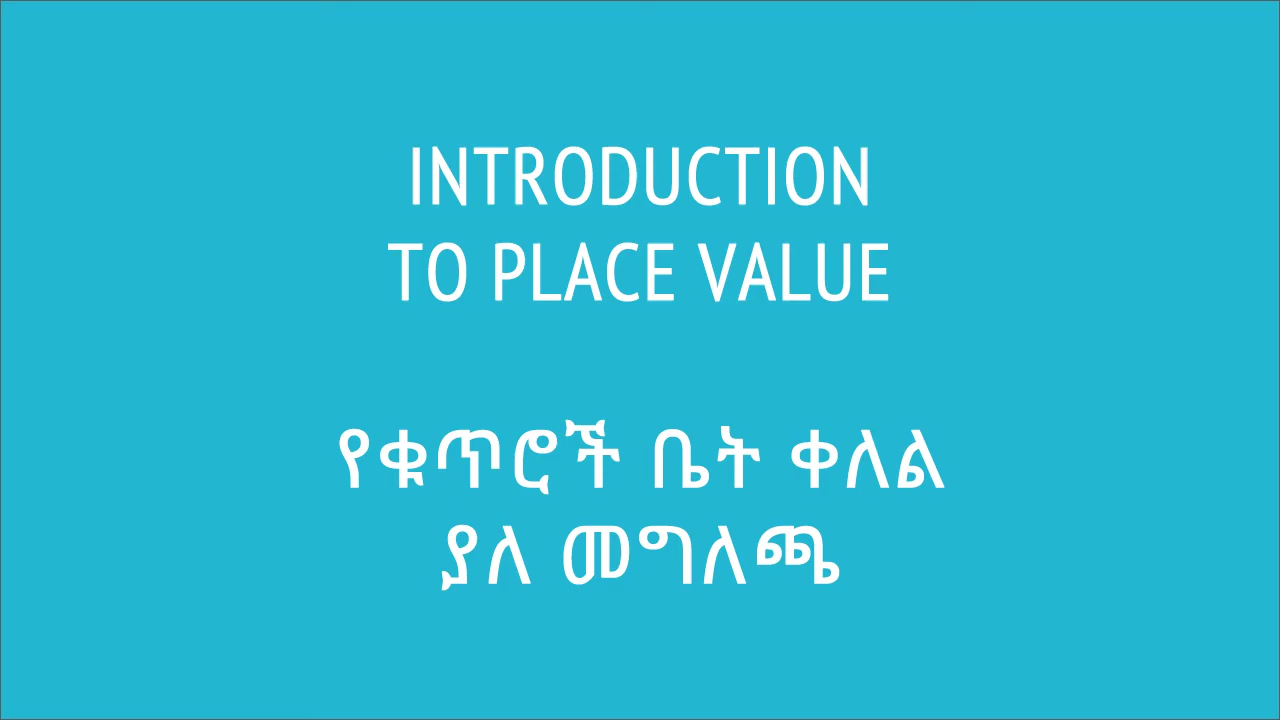 INTRODUCTION
TO PLACE VALUE
የቁጥሮች ቤት ቀለል
ያለ መግለጫ